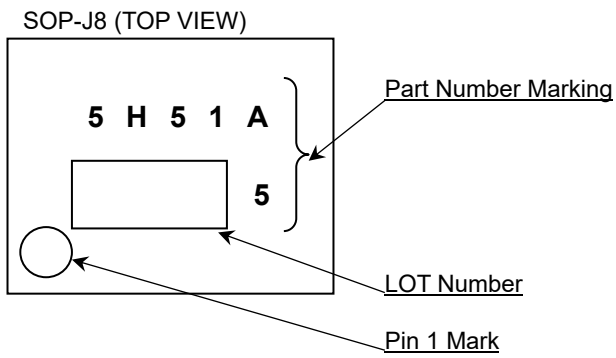 SOP-J8 (TOP VIEW)
Part Number Marking
5 H 5 1 A
5
LOT Number
Pin 1 Mark